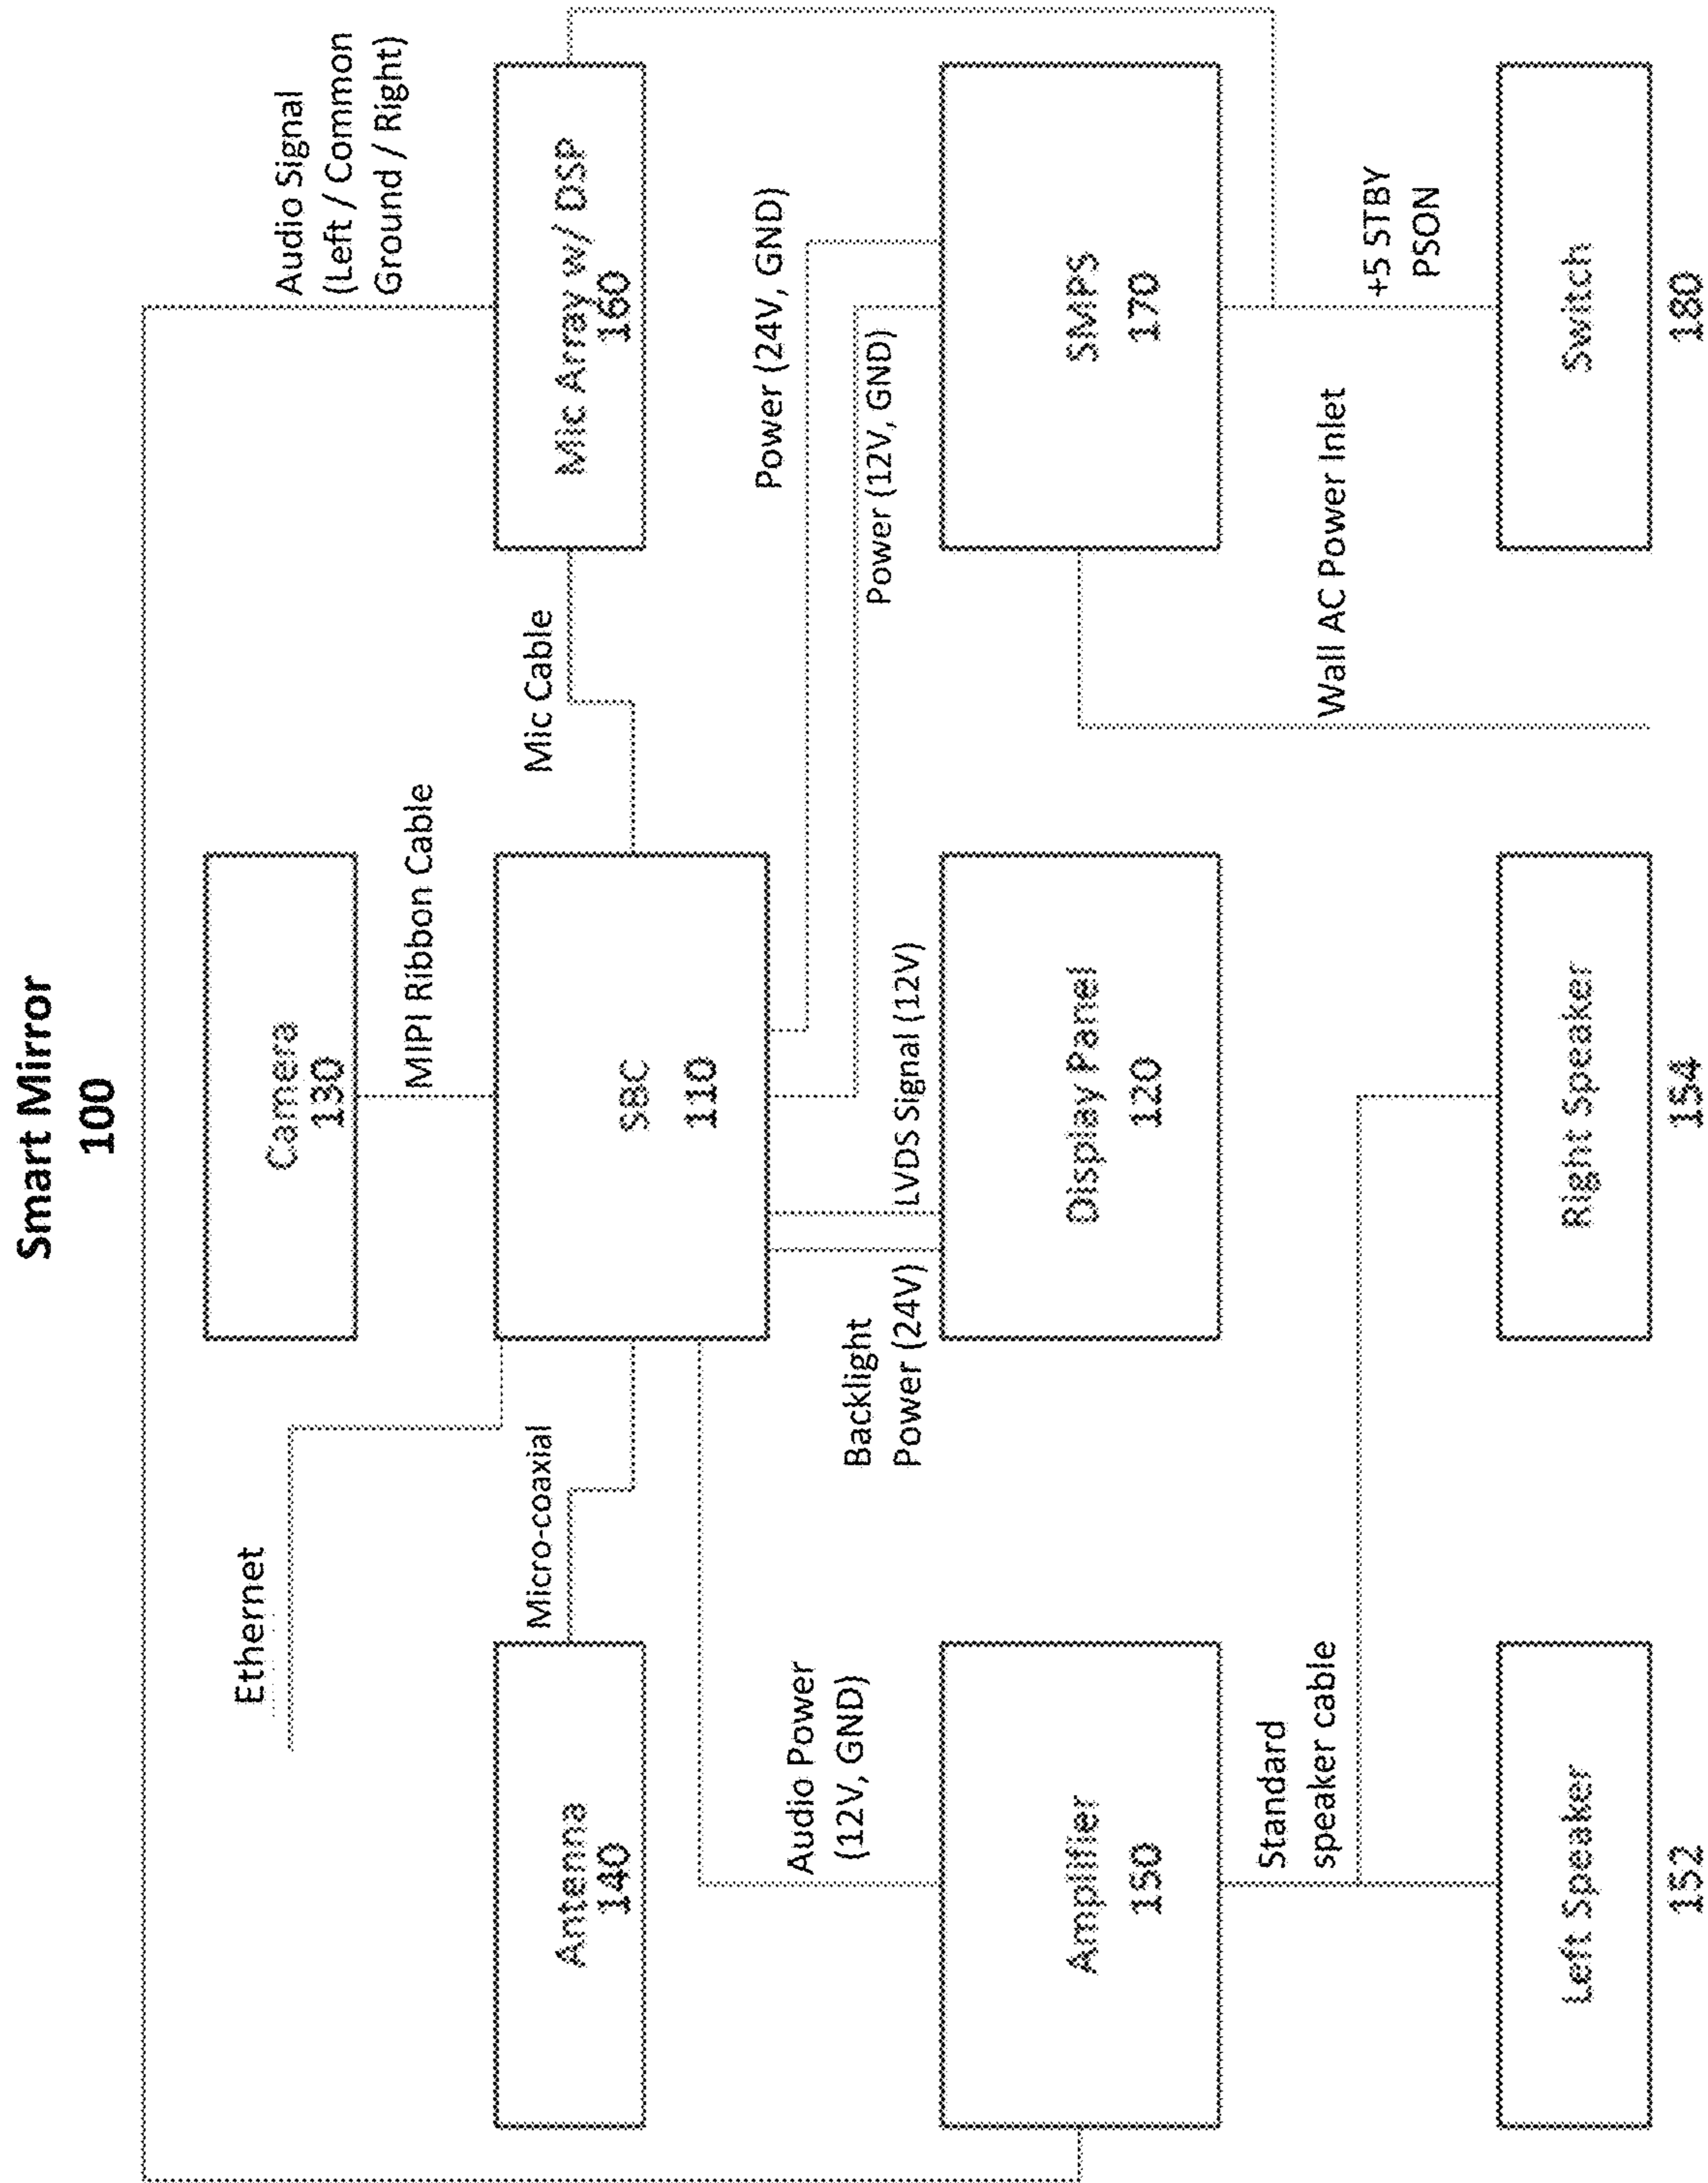 Smart Mirror
100
Audio Signal
(Left / Common
Ground / Right)
Ethernet
Camera
130
MIPI Ribbon Cable
Antenna
140
Micro-coaxial
SBC
110
Mic Cable
Mic Array w/ DSP
160
Audio Power
(12V, GND)
Backlight
Power (24V)
LVDS Signal (12V)
Power (24V, GND)
Power (12V, GND)
Amplifier
150
Display Panel
120
SMPS
170
Standard
speaker cable
Wall AC Power Inlet
+5 STBY
PSON
Left Speaker
152
Right Speaker
154
Switch
180